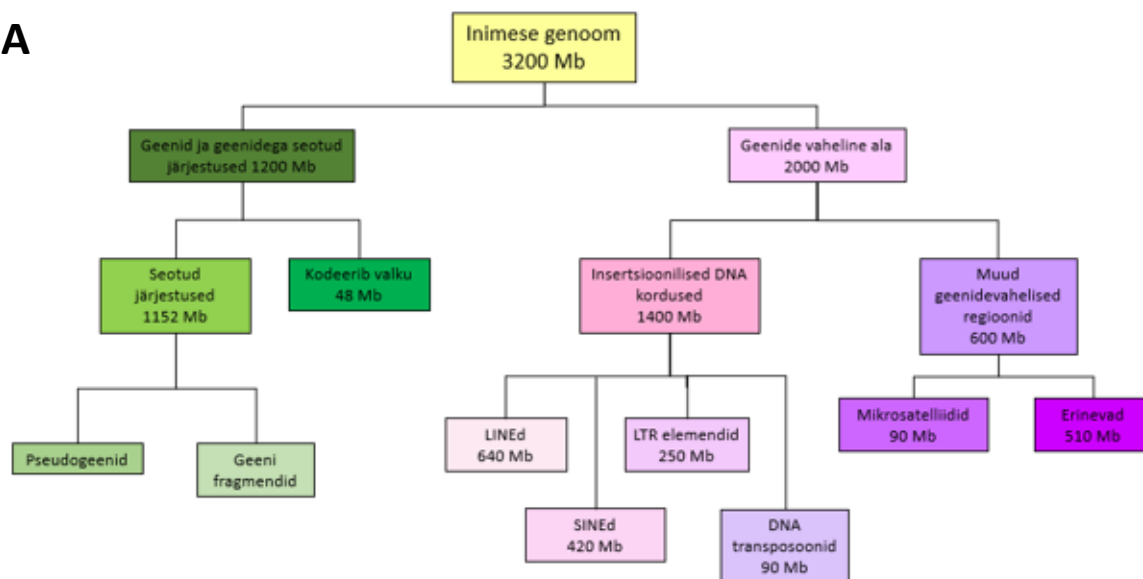 A
Inimese genoom
3200 Mb
Geenid ja geenidega seotud
järjestused 1200 Mb
Geenide vaheline ala
2000 Mb
Seotud
järjestused
1152 Mb
Kodeerib valku
48 Mb
Insertsioonilised DNA
kordused
1400 Mb
Muud
geenidevahelised
regioonid
600 Mb
Pseudogeenid
Geeni
fragmendid
LINEd
640 Mb
SINEd
420 Mb
LTR elemendid
250 Mb
DNA
transposoonid
90 Mb
Mikrosatelliidid
90 Mb
Erinevad
510 Mb